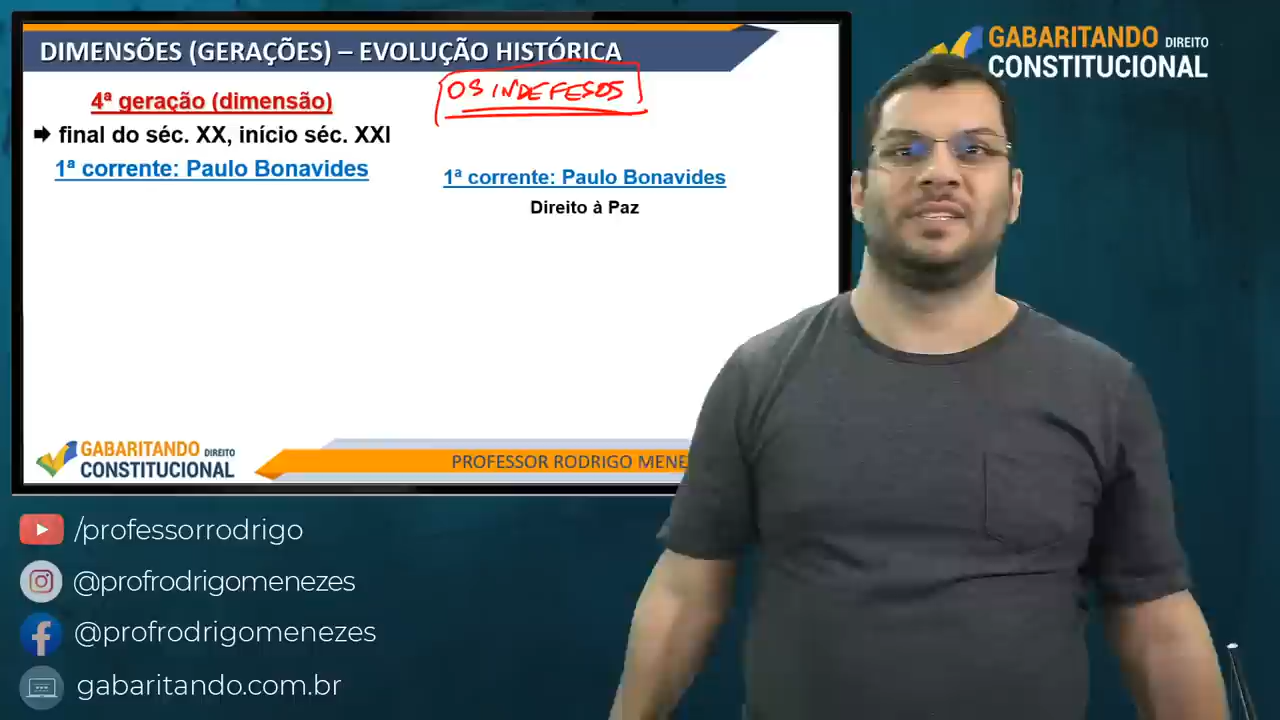 DIMENSÕES (GERAÇÕES) – EVOLUÇÃO HISTÓRICA
4ª geração (dimensão)
➡ final do séc. XX, início séc. XXI
1ª corrente: Paulo Bonavides
OS INDEFESOS
1ª corrente: Paulo Bonavides
Direito à Paz
GABARITANDO DIREITO
CONSTITUCIONAL
PROFESSOR RODRIGO MENE
GABARITANDO DIREITO
CONSTITUCIONAL
/professorrodrigo
@profrodrigomenezes
@profrodrigomenezes
gabaritando.com.br